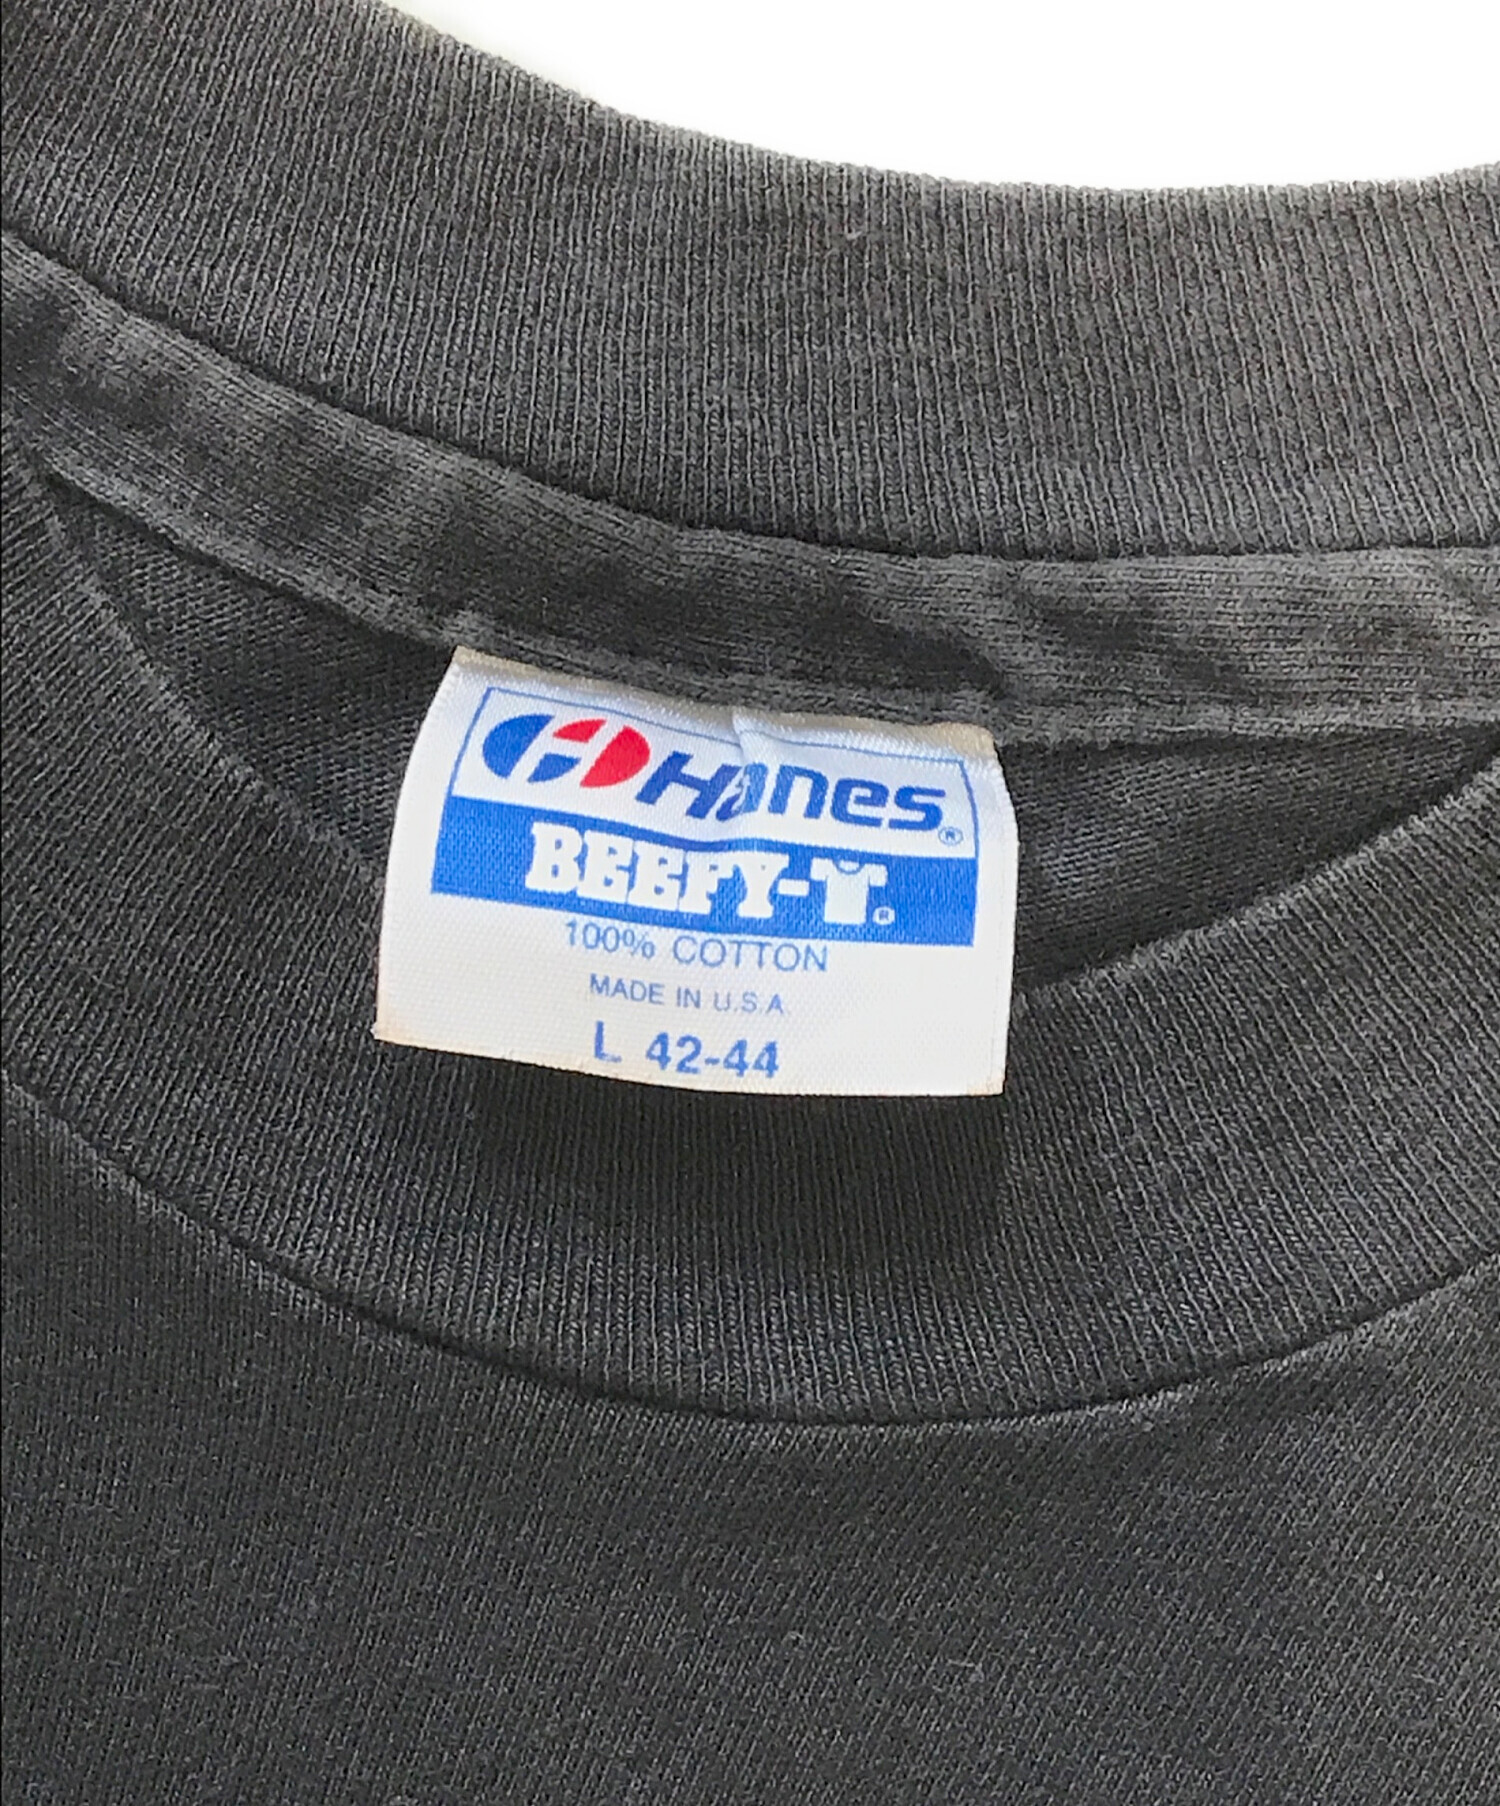 Hanes®
BEEFY-T®
100% COTTON
MADE IN U.S.A.
L 42-44